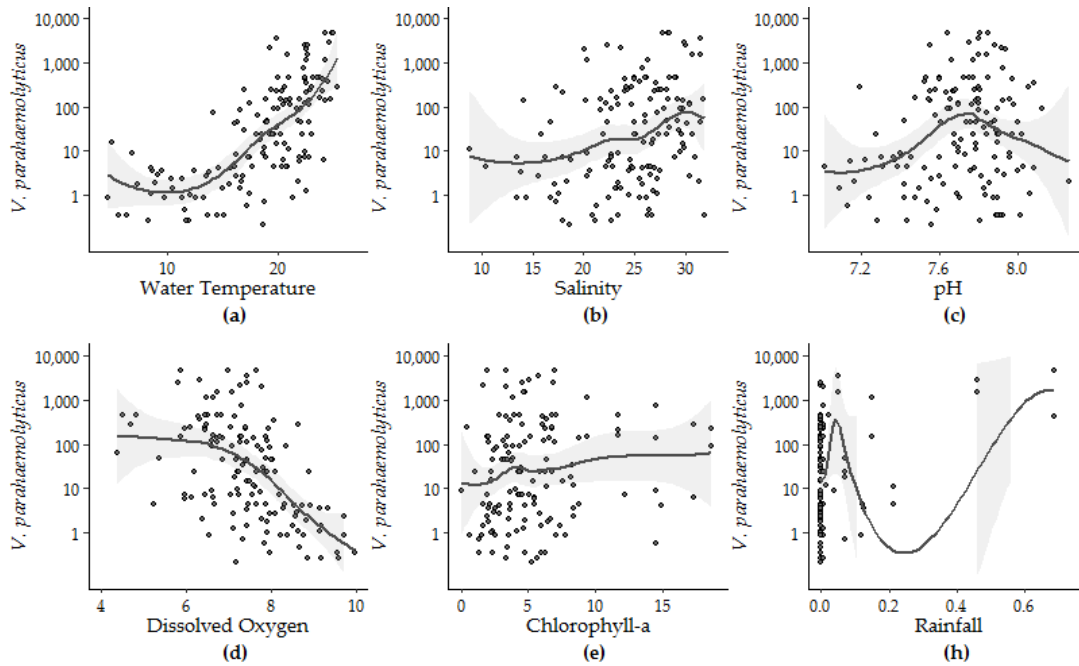 10,000
1,000
100
10
1
V. parahaemolyticus
10
20
Water Temperature
(a)
10,000
1,000
100
10
1
V. parahaemolyticus
10
15
20
25
30
Salinity
(b)
10,000
1,000
100
10
1
V. parahaemolyticus
7.2
7.6
8.0
pH
(c)
10,000
1,000
100
10
1
V. parahaemolyticus
4
6
8
10
Dissolved Oxygen
(d)
10,000
1,000
100
10
1
V. parahaemolyticus
0
5
10
15
Chlorophyll-a
(e)
10,000
1,000
100
10
1
V. parahaemolyticus
0.0
0.2
0.4
0.6
Rainfall
(h)